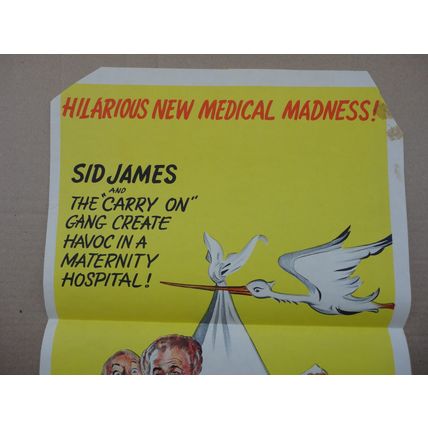 HILARIOUS NEW MEDICAL MADNESS!
SID JAMES
AND
THE "CARRY ON"
GANG CREATE
HAVOC IN A
MATERNITY
HOSPITAL!